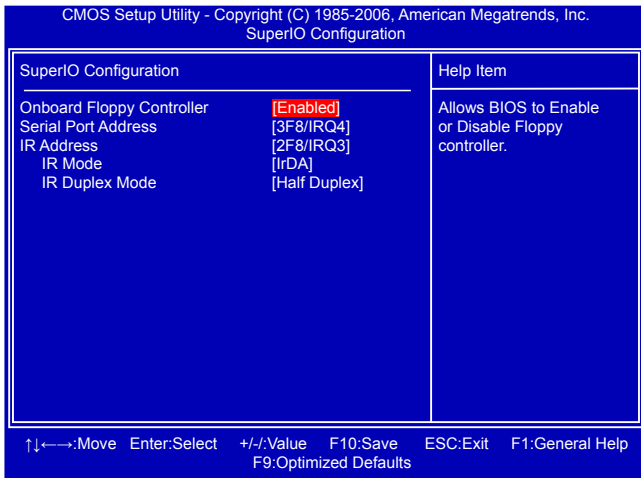 CMOS Setup Utility - Copyright (C) 1985-2006, American Megatrends, Inc.
SuperIO Configuration
SuperIO Configuration
Help Item
Onboard Floppy Controller [Enabled]
Serial Port Address [3F8/IRQ4]
IR Address [2F8/IRQ3]
IR Mode [IrDA]
IR Duplex Mode [Half Duplex]
Allows BIOS to Enable
or Disable Floppy
controller.
↑↓←→:Move Enter:Select +/-/:Value F10:Save ESC:Exit F1:General Help
F9:Optimized Defaults